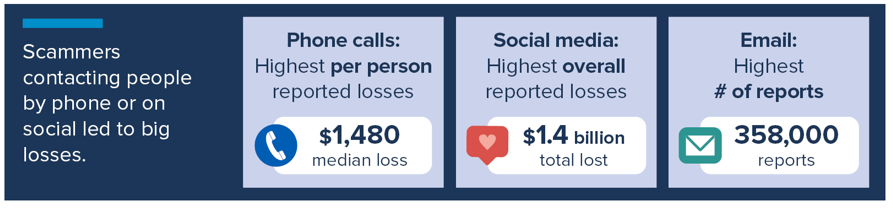 Scammers
contacting people
by phone or on
social led to big
losses.
Phone calls:
Highest per person
reported losses
$1,480
median loss
Social media:
Highest overall
reported losses
$1.4 billion
total lost
Email:
Highest
# of reports
358,000
reports